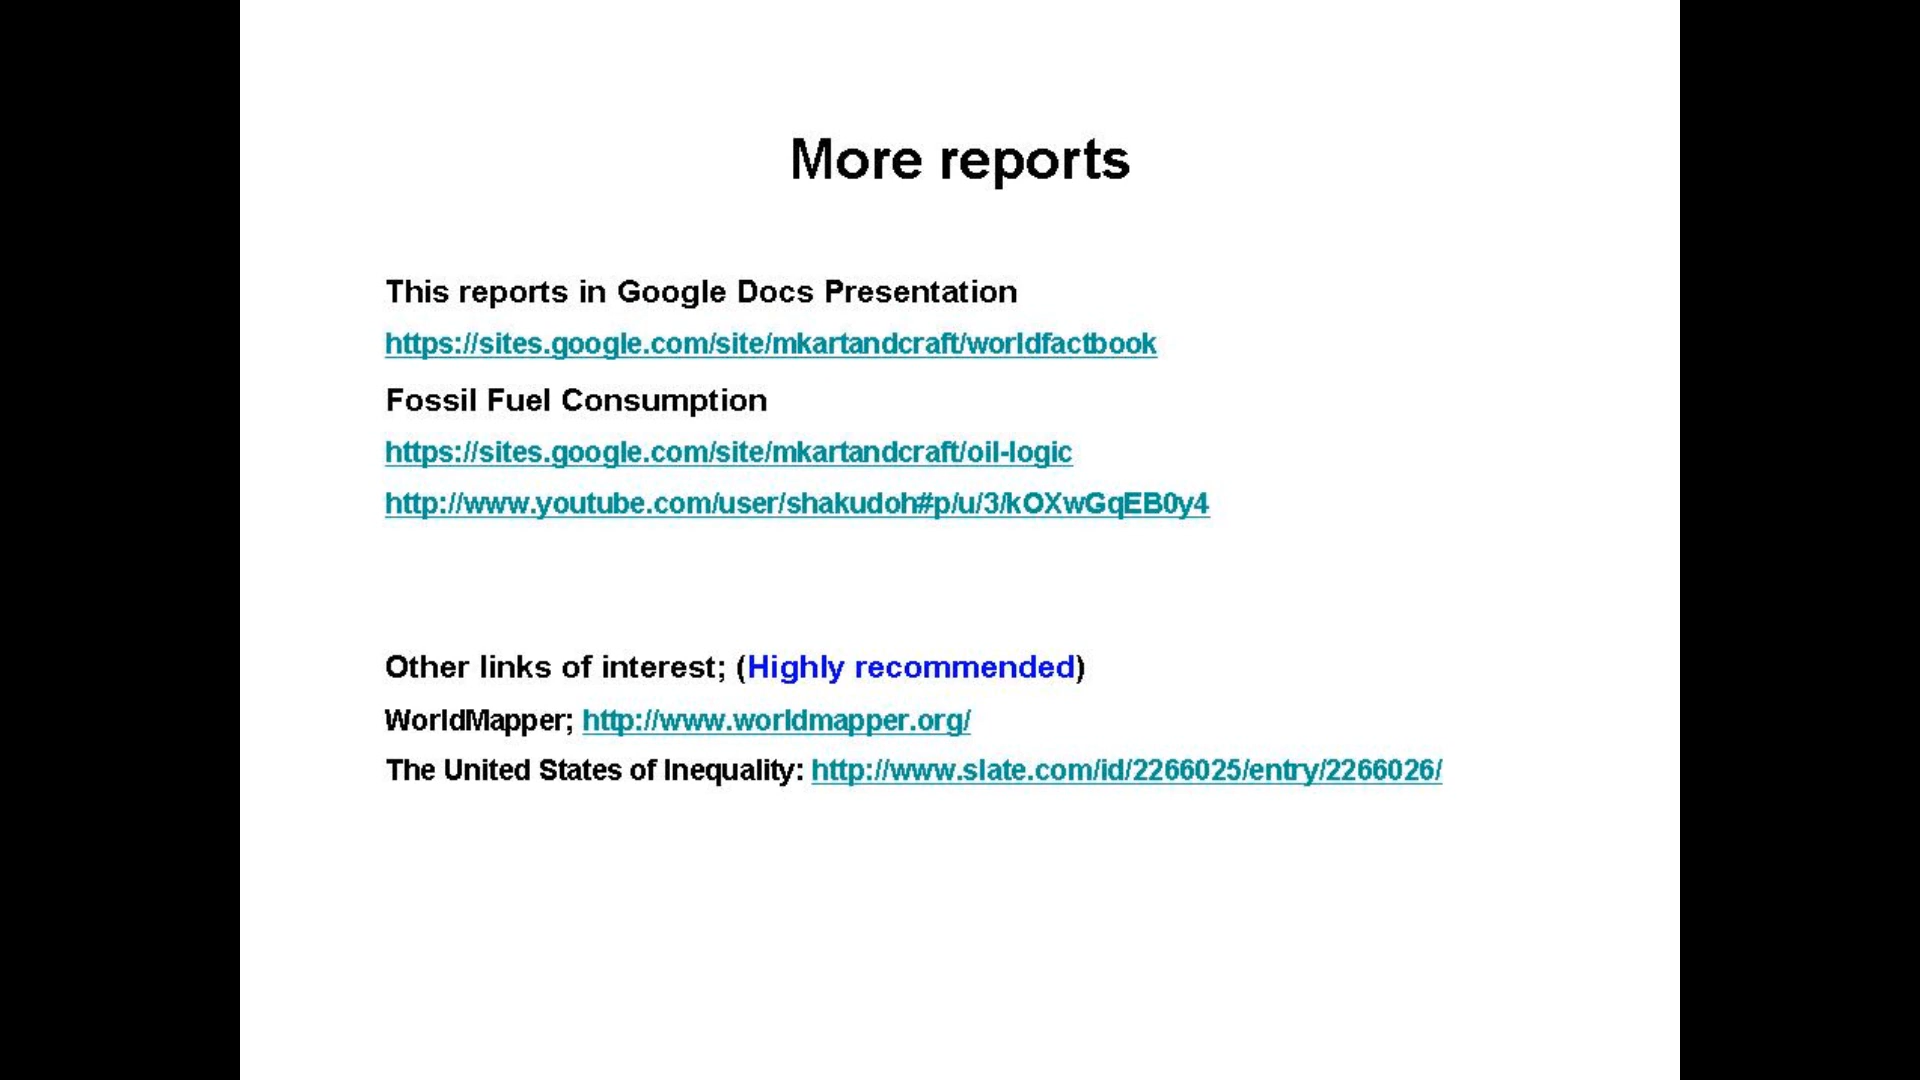 More reports
This reports in Google Docs Presentation
https://sites.google.com/site/mkartandcraft/worldfactbook
Fossil Fuel Consumption
https://sites.google.com/site/mkartandcraft/oil-logic
http://www.youtube.com/user/shakudoh#p/u/3/kOXwGqEB0y4
Other links of interest; (Highly recommended)
WorldMapper; http://www.worldmapper.org/
The United States of Inequality: http://www.slate.com/id/2266025/entry/2266026/